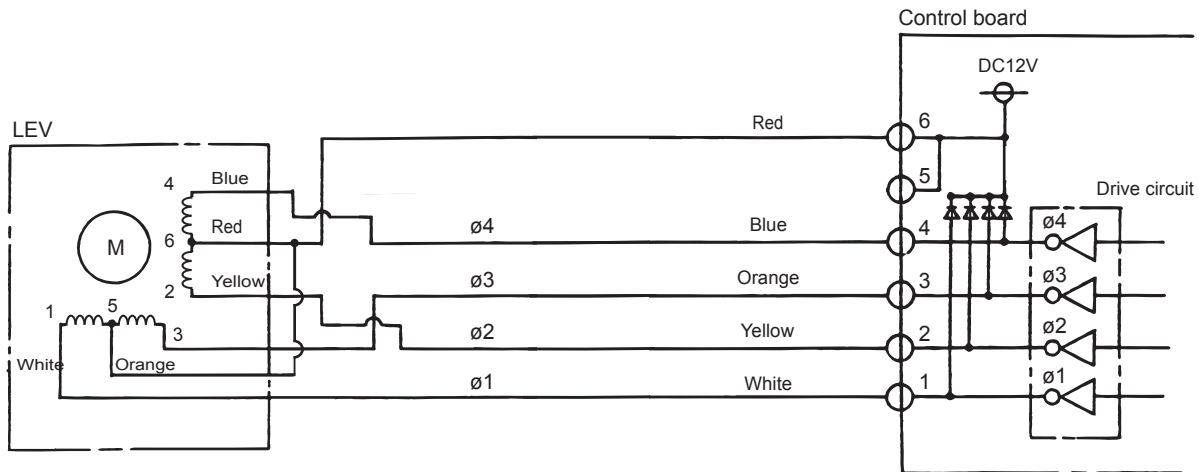 Control board
DC12V
LEV
Red
6
5
Drive circuit
4
Blue
6
Red
2
Yellow
ø4
Blue
4
ø4
ø3
Orange
3
ø3
1
5
3
White
Orange
ø2
Yellow
2
ø2
ø1
White
1
ø1
M